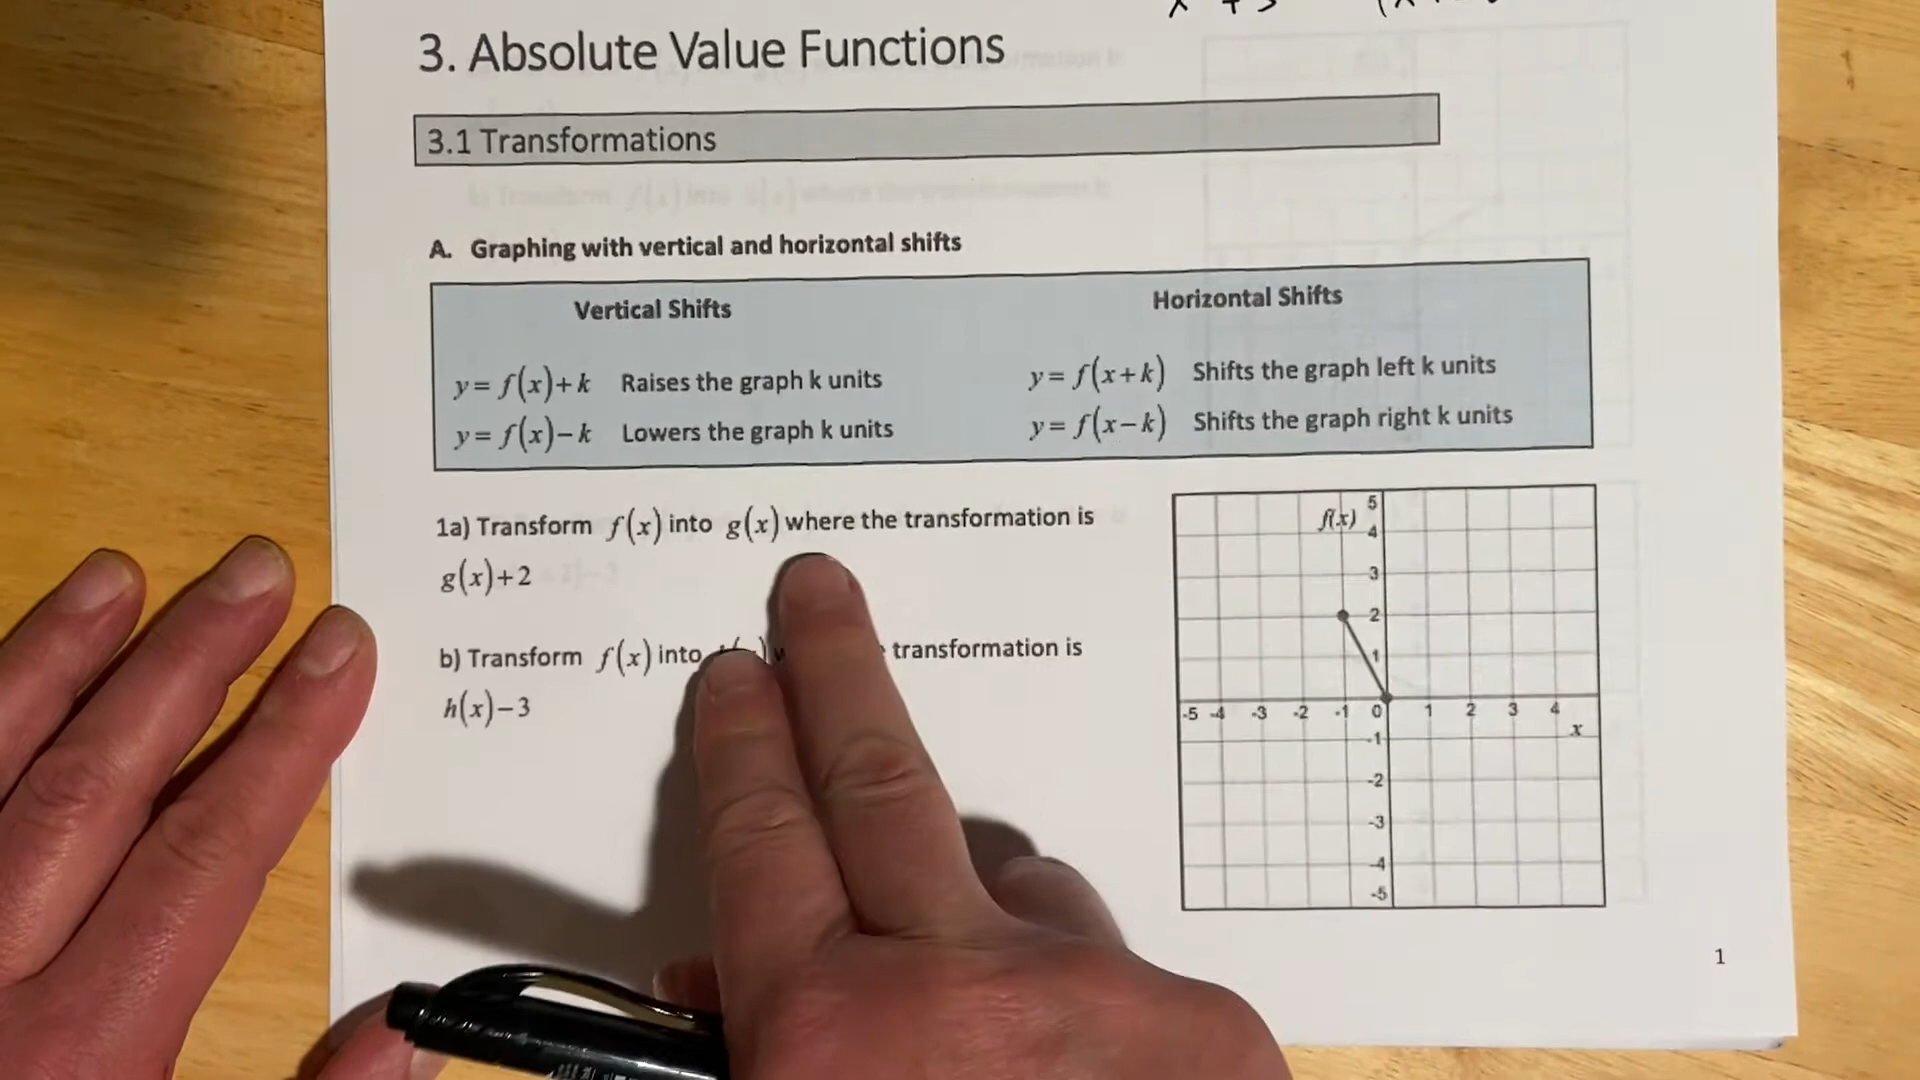 3. Absolute Value Functions
3.1 Transformations
A. Graphing with vertical and horizontal shifts
Vertical Shifts
Horizontal Shifts
y = f(x)+k Raises the graph k units
y = f(x+k) Shifts the graph left k units
y = f(x)−k Lowers the graph k units
y = f(x−k) Shifts the graph right k units
1a) Transform f(x) into g(x) where the transformation is
g(x)+2
b) Transform f(x) into transformation is
h(x)−3
f(x)
5
4
3
2
1
-5 -4 -3 -2 -1 0 1 2 3 4
x
-1
-2
-3
-4
-5
1